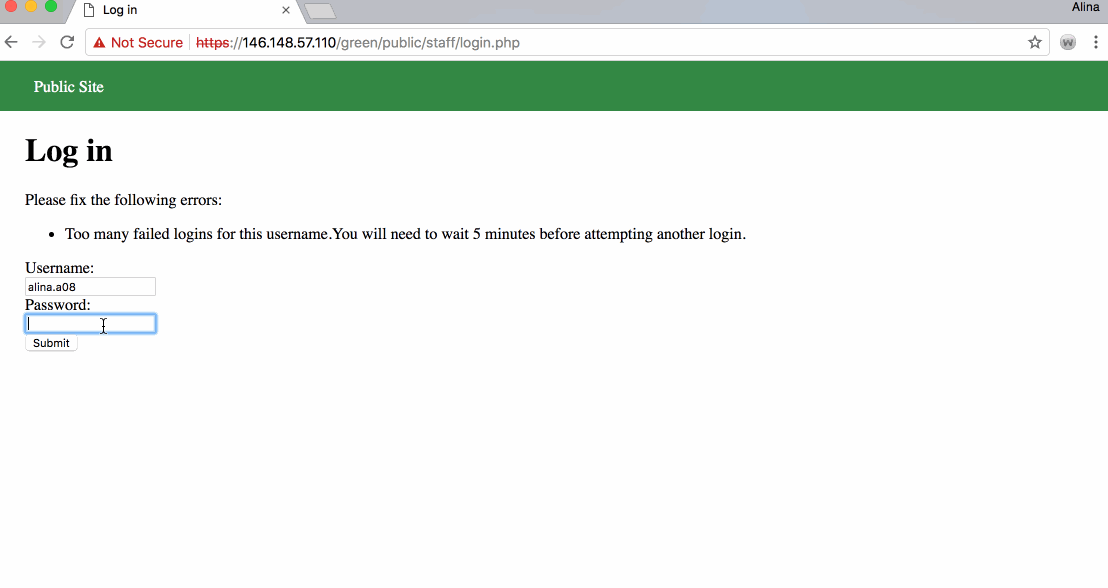 Log in
Alina
Not Secure https://146.148.57.110/green/public/staff/login.php
Public Site
Log in
Please fix the following errors:
Too many failed logins for this username.You will need to wait 5 minutes before attempting another login.
Username:
alina.a08
Password:
Submit